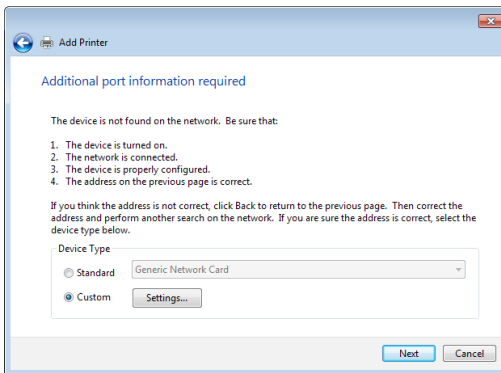 Add Printer
Additional port information required
The device is not found on the network. Be sure that:
1. The device is turned on.
2. The network is connected.
3. The device is properly configured.
4. The address on the previous page is correct.
If you think the address is not correct, click Back to return to the previous page. Then correct the
address and perform another search on the network. If you are sure the address is correct, select the
device type below.
Device Type
Standard
Generic Network Card
Custom
Settings...
Next
Cancel